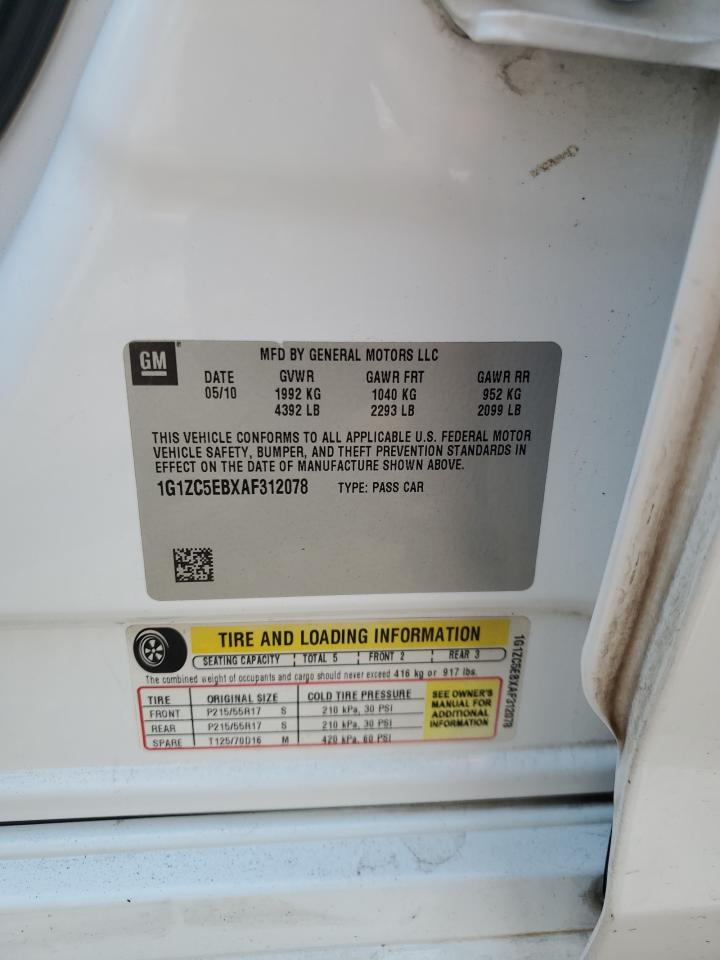 GM
MFD BY GENERAL MOTORS LLC
DATE GVWR GAWR FRT GAWR RR
05/10 1992 KG 1040 KG 952 KG
4392 LB 2293 LB 2099 LB
THIS VEHICLE CONFORMS TO ALL APPLICABLE U.S. FEDERAL MOTOR
VEHICLE SAFETY, BUMPER, AND THEFT PREVENTION STANDARDS IN
EFFECT ON THE DATE OF MANUFACTURE SHOWN ABOVE.
1G1ZC5EBXAF312078 TYPE: PASS CAR
TIRE AND LOADING INFORMATION
SEATING CAPACITY TOTAL 5 FRONT 2 REAR 3
The combined weight of occupants and cargo should never exceed 416 kg or 917 lbs.
TIRE ORIGINAL SIZE COLD TIRE PRESSURE
FRONT P215/55R17 S 210 kPa, 30 PSI
REAR P215/55R17 S 210 kPa, 30 PSI
SPARE T125/70D16 M 420 kPa, 60 PSI
SEE OWNER'S
MANUAL FOR
ADDITIONAL
INFORMATION
1G1ZC5EBXAF312078